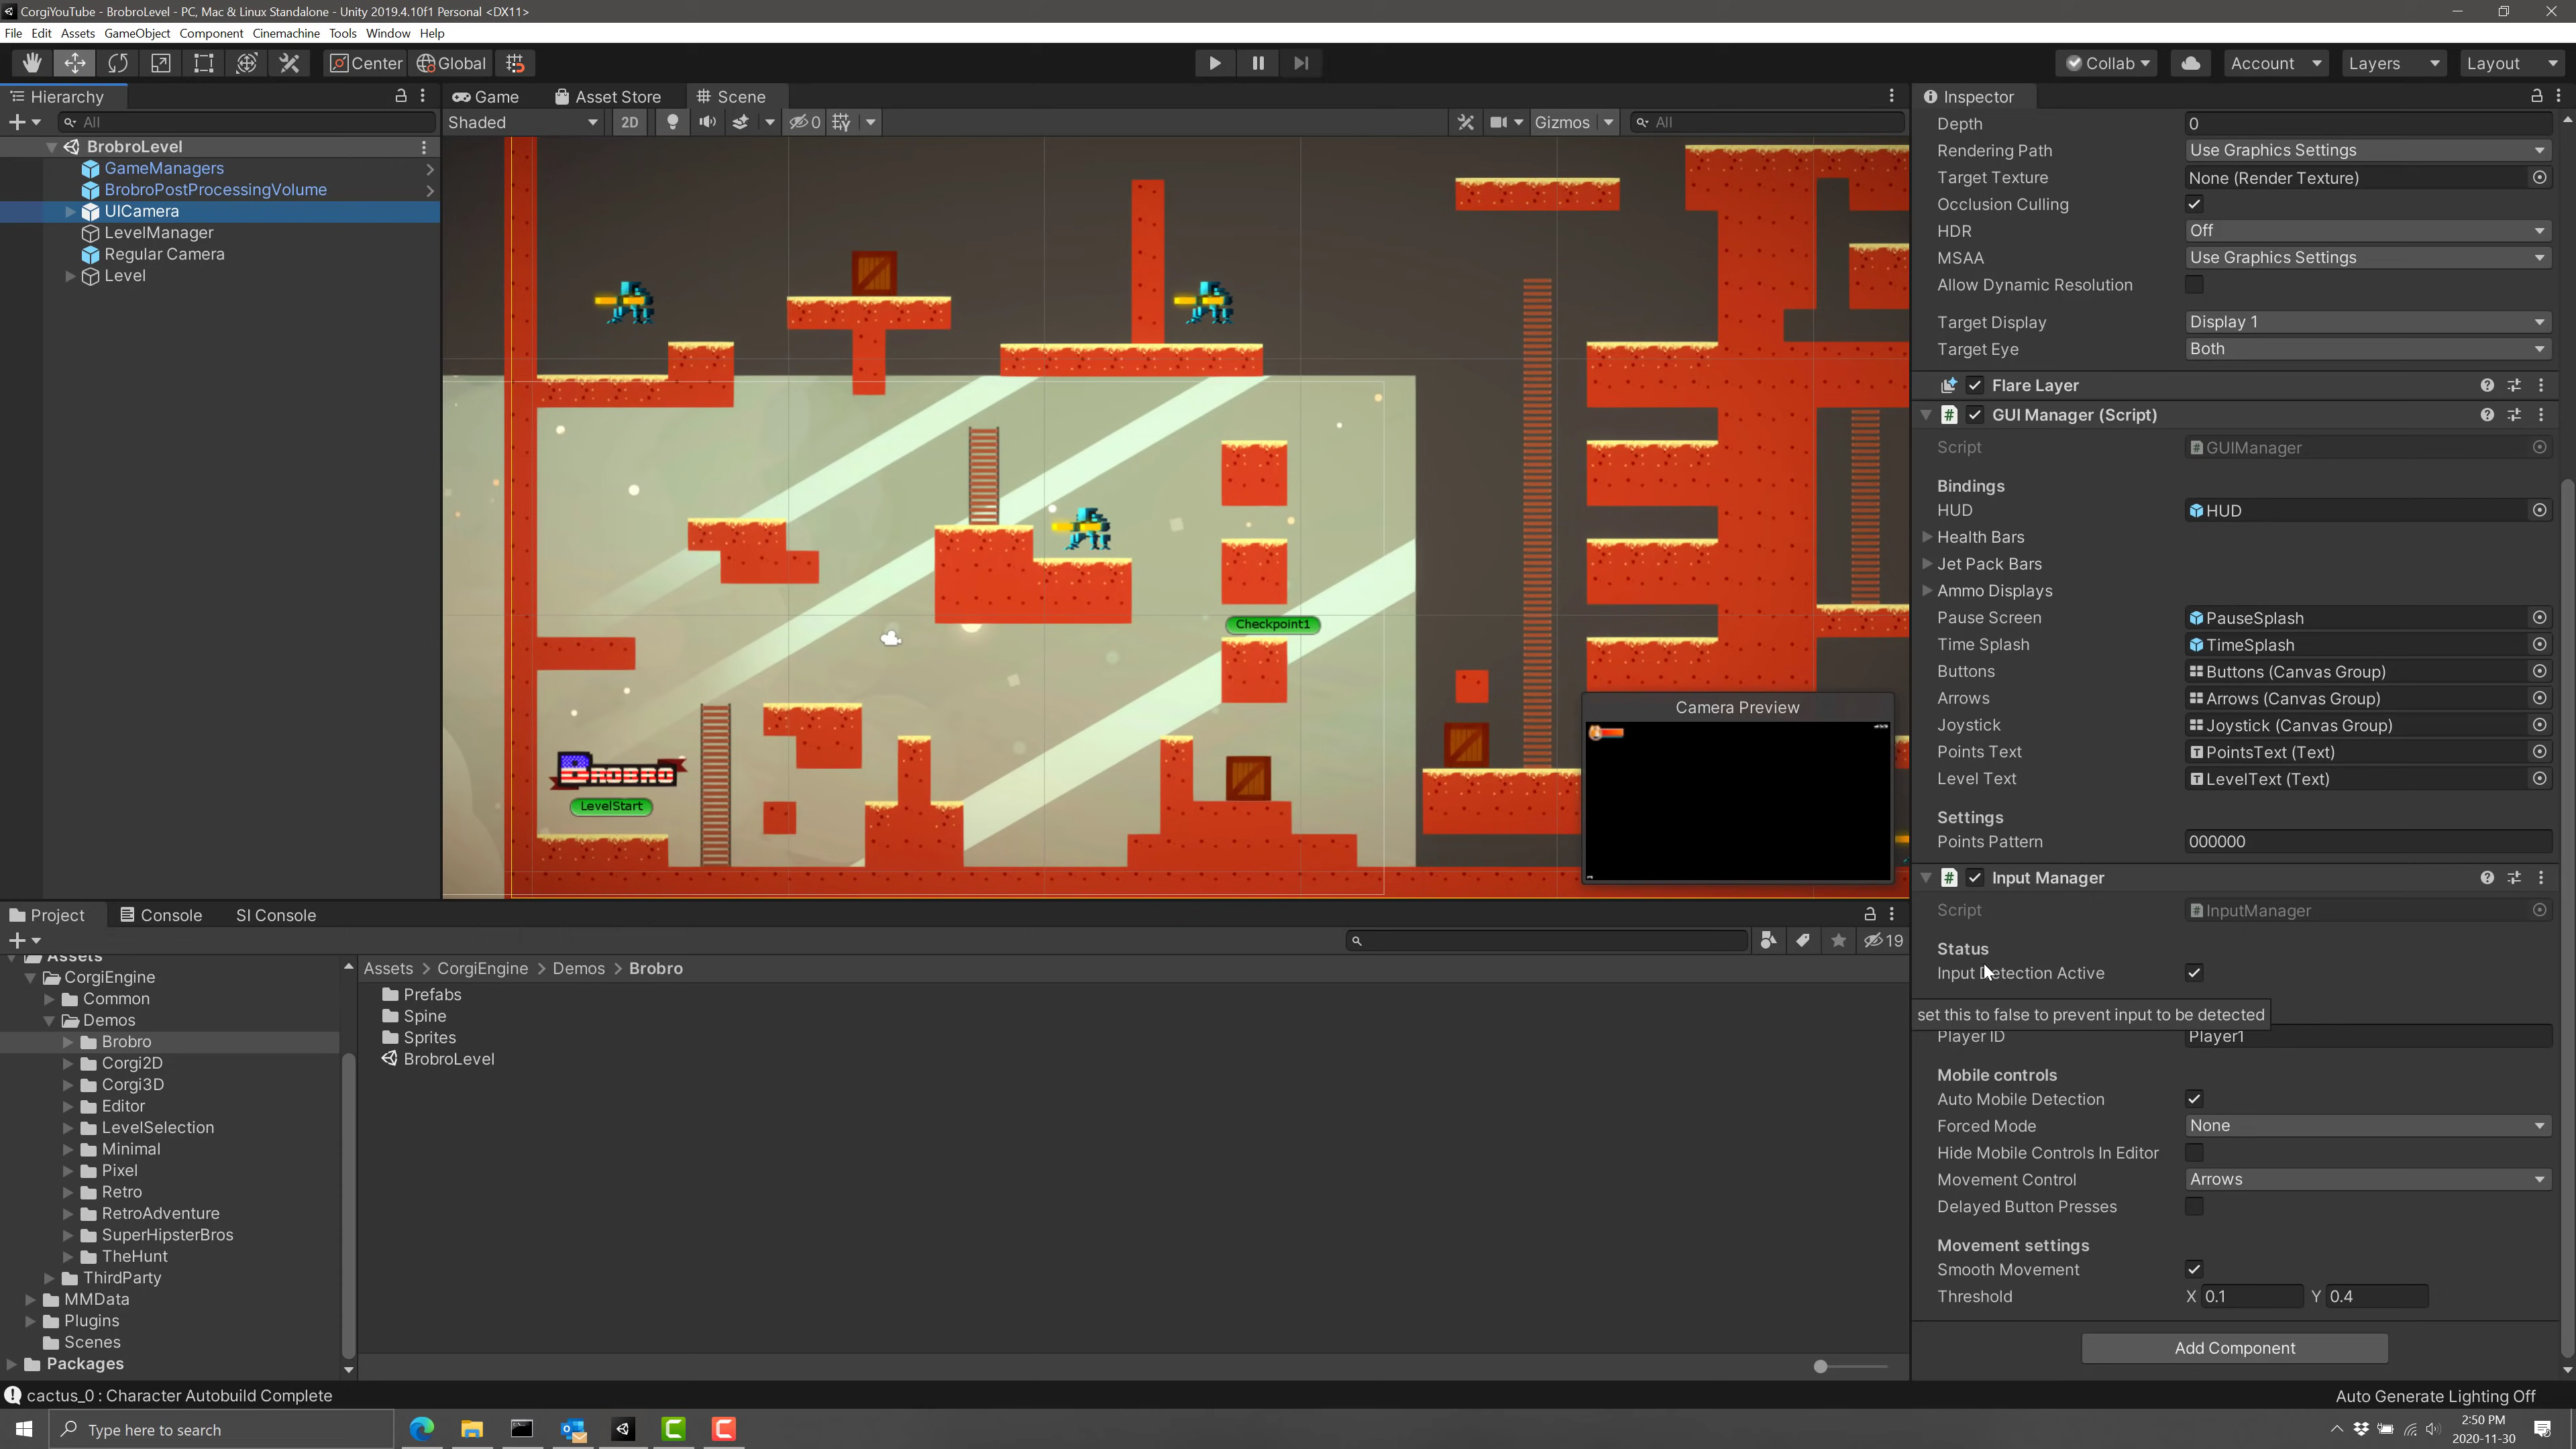 CorgiYouTube - BrobroLevel - PC, Mac & Linux Standalone - Unity 2019.4.10f1 Personal <DX11>
File Edit Assets GameObject Component Cinemachine Tools Window Help
Center Global Collab Account Layers Layout
Hierarchy
All
BrobroLevel
GameManagers
BrobroPostProcessingVolume
UICamera
LevelManager
Regular Camera
Level
Game Asset Store Scene
Shaded 2D 0 Gizmos All
Checkpoint1
BROBRO
LevelStart
Camera Preview
Inspector
Depth 0
Rendering Path Use Graphics Settings
Target Texture None (Render Texture)
Occlusion Culling
HDR Off
MSAA Use Graphics Settings
Allow Dynamic Resolution
Target Display Display 1
Target Eye Both
Flare Layer
# GUI Manager (Script)
Script GUIManager
Bindings
HUD HUD
Health Bars
Jet Pack Bars
Ammo Displays
Pause Screen PauseSplash
Time Splash TimeSplash
Buttons Buttons (Canvas Group)
Arrows Arrows (Canvas Group)
Joystick Joystick (Canvas Group)
Points Text PointsText (Text)
Level Text LevelText (Text)
Settings
Points Pattern 000000
# Input Manager
Script InputManager
Status
Input Detection Active
set this to false to prevent input to be detected
Player ID Player1
Mobile controls
Auto Mobile Detection
Forced Mode None
Hide Mobile Controls In Editor
Movement Control Arrows
Delayed Button Presses
Movement settings
Smooth Movement
Threshold X 0.1 Y 0.4
Add Component
Project Console SI Console
19
Assets
CorgiEngine
Common
Demos
Brobro
Corgi2D
Corgi3D
Editor
LevelSelection
Minimal
Pixel
Retro
RetroAdventure
SuperHipsterBros
TheHunt
ThirdParty
MMData
Plugins
Scenes
Packages
Assets > CorgiEngine > Demos > Brobro
Prefabs
Spine
Sprites
BrobroLevel
cactus_0 : Character Autobuild Complete
Auto Generate Lighting Off
Type here to search
2:50 PM
2020-11-30